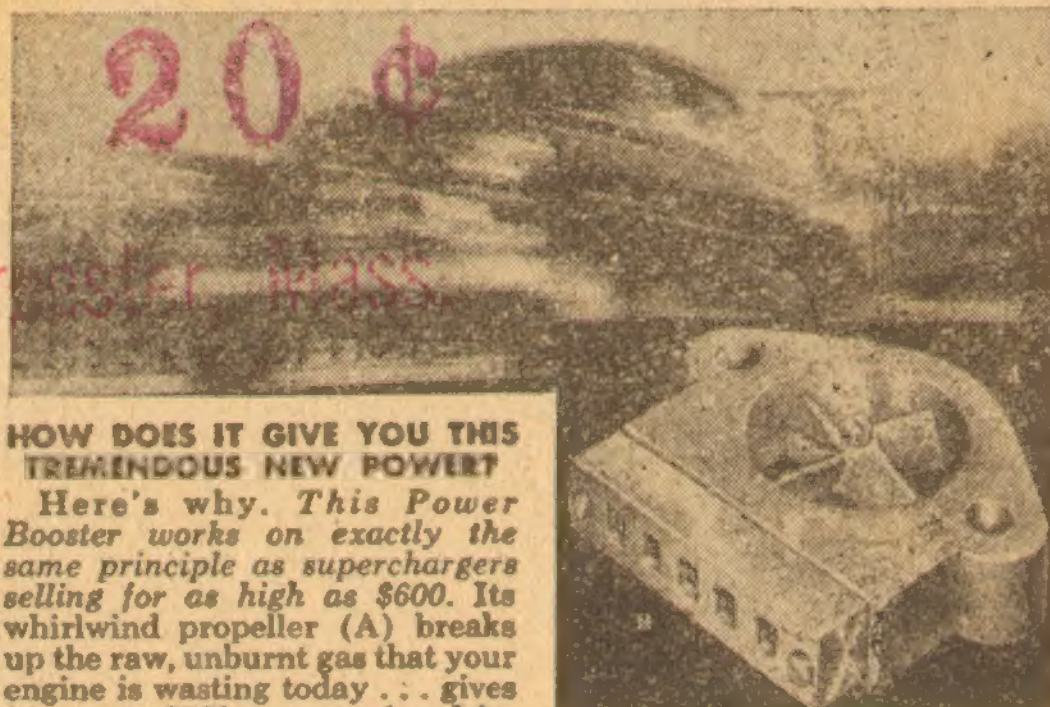 20 ¢
Mass.
HOW DOES IT GIVE YOU THIS
TREMENDOUS NEW POWER?
Here's why. This Power
Booster works on exactly the
same principle as superchargers
selling for as high as $600. Its
whirlwind propeller (A) breaks
up the raw, unburnt gas that your
engine is wasting today . . . gives